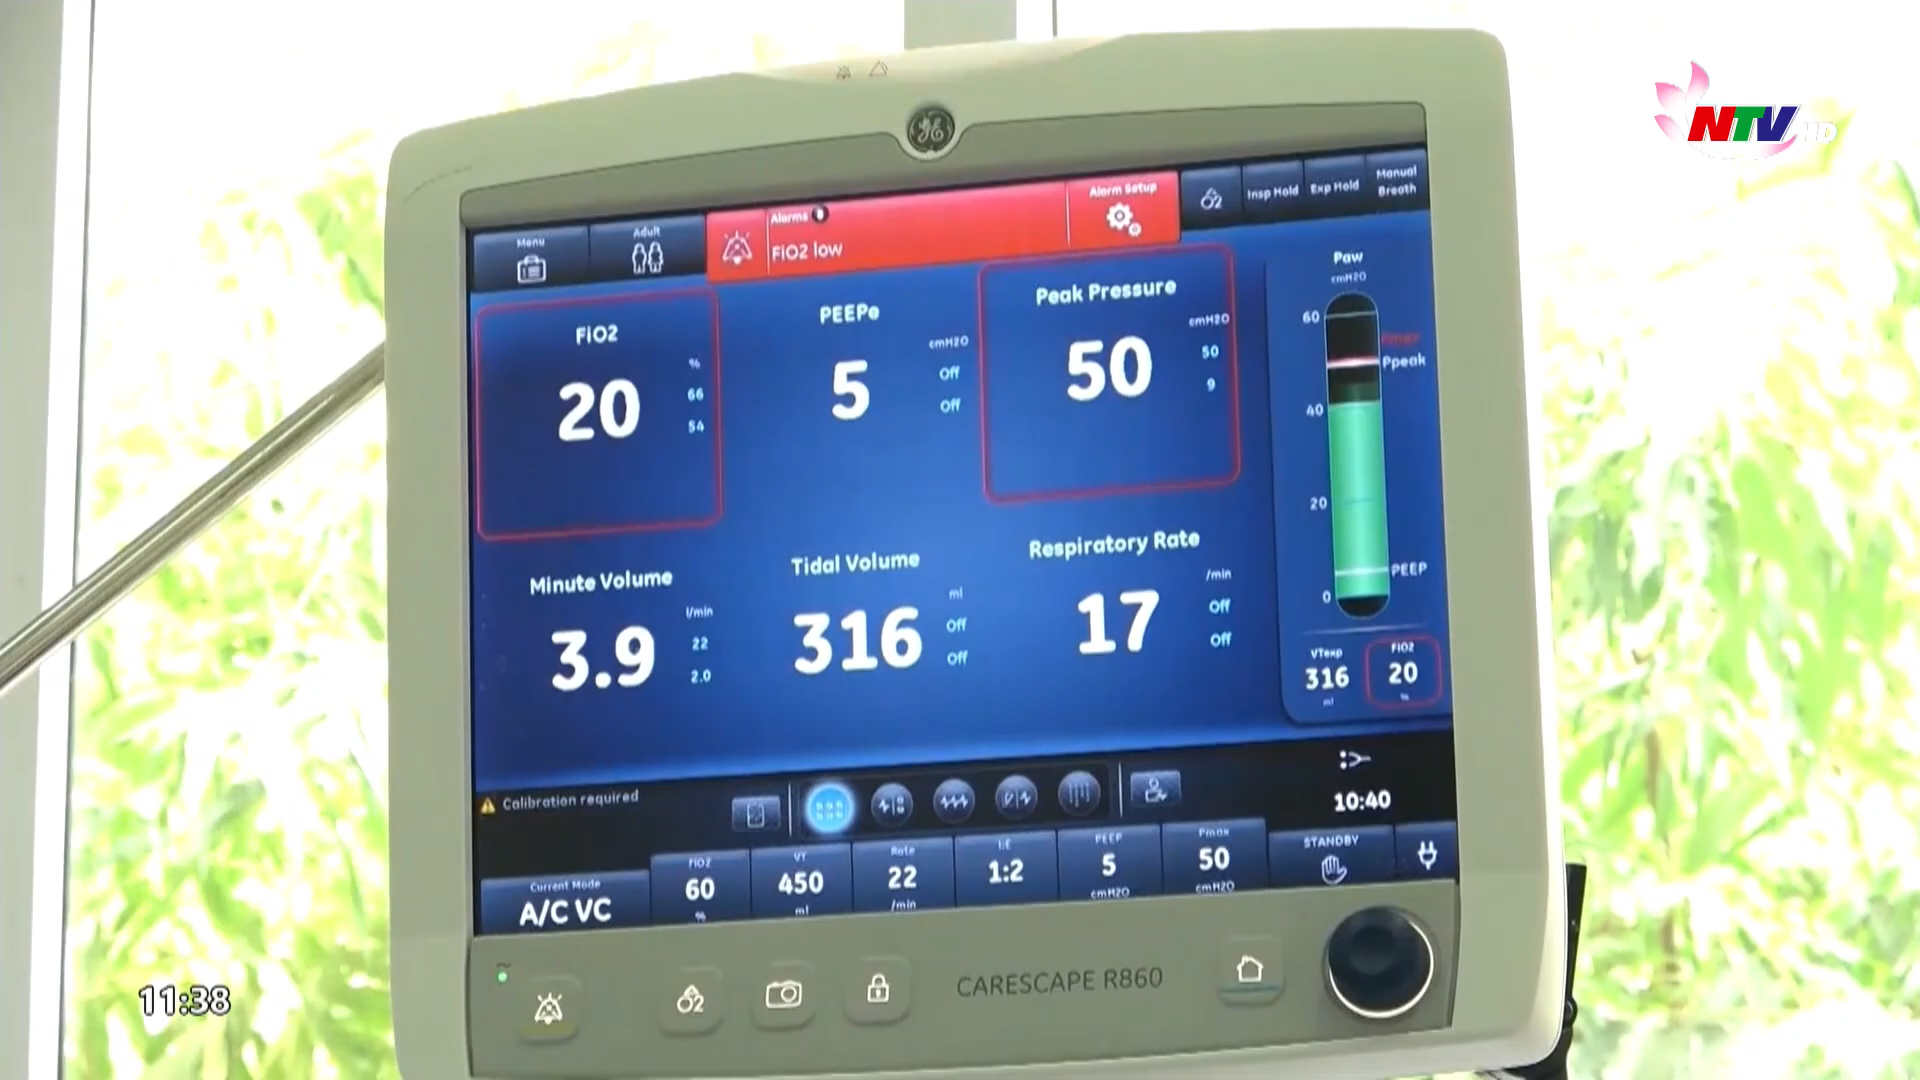 NTV HD
Menu
Adult
Alarms
FiO2 low
Alarm Setup
O2
Insp Hold
Exp Hold
Manual
Breath
FiO2
%
20
66
54
PEEPe
cmH2O
5
Off
Off
Peak Pressure
cmH2O
50
50
9
Paw
cmH2O
60
Ppeak
40
20
PEEP
0
Minute Volume
l/min
3.9
22
2.0
Tidal Volume
ml
316
Off
Off
Respiratory Rate
/min
17
Off
Off
VTexp
316
ml
FiO2
20
%
Calibration required
10:40
Current Mode
A/C VC
FiO2
60
%
VT
450
ml
Rate
22
/min
I:E
1:2
PEEP
5
cmH2O
Pmax
50
cmH2O
STANDBY
O2
CARESCAPE R860
11:38